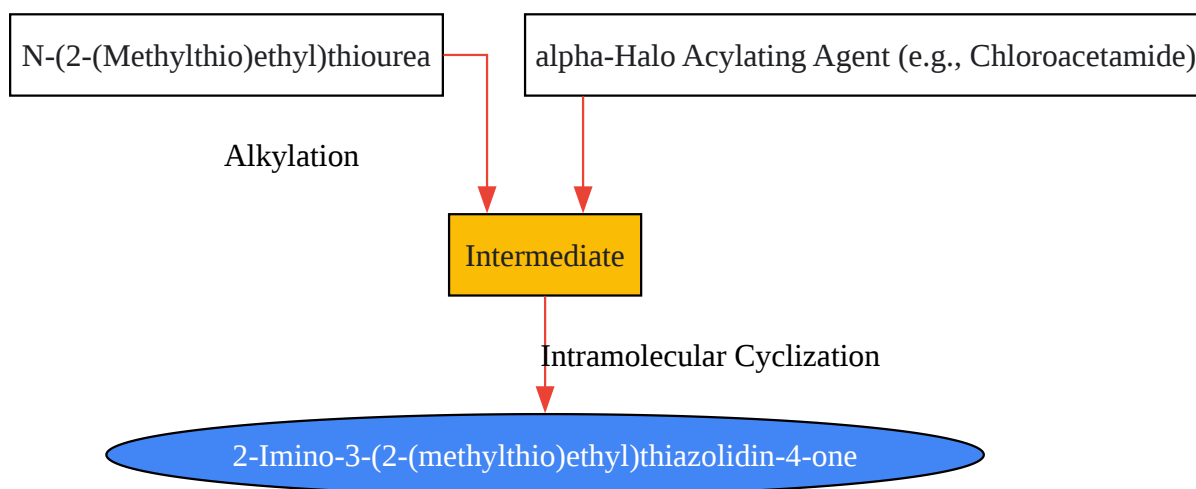 N-(2-(Methylthio)ethyl)thiourea
alpha-Halo Acylating Agent (e.g., Chloroacetamide)
Alkylation
Intermediate
Intramolecular Cyclization
2-Imino-3-(2-(methylthio)ethyl)thiazolidin-4-one